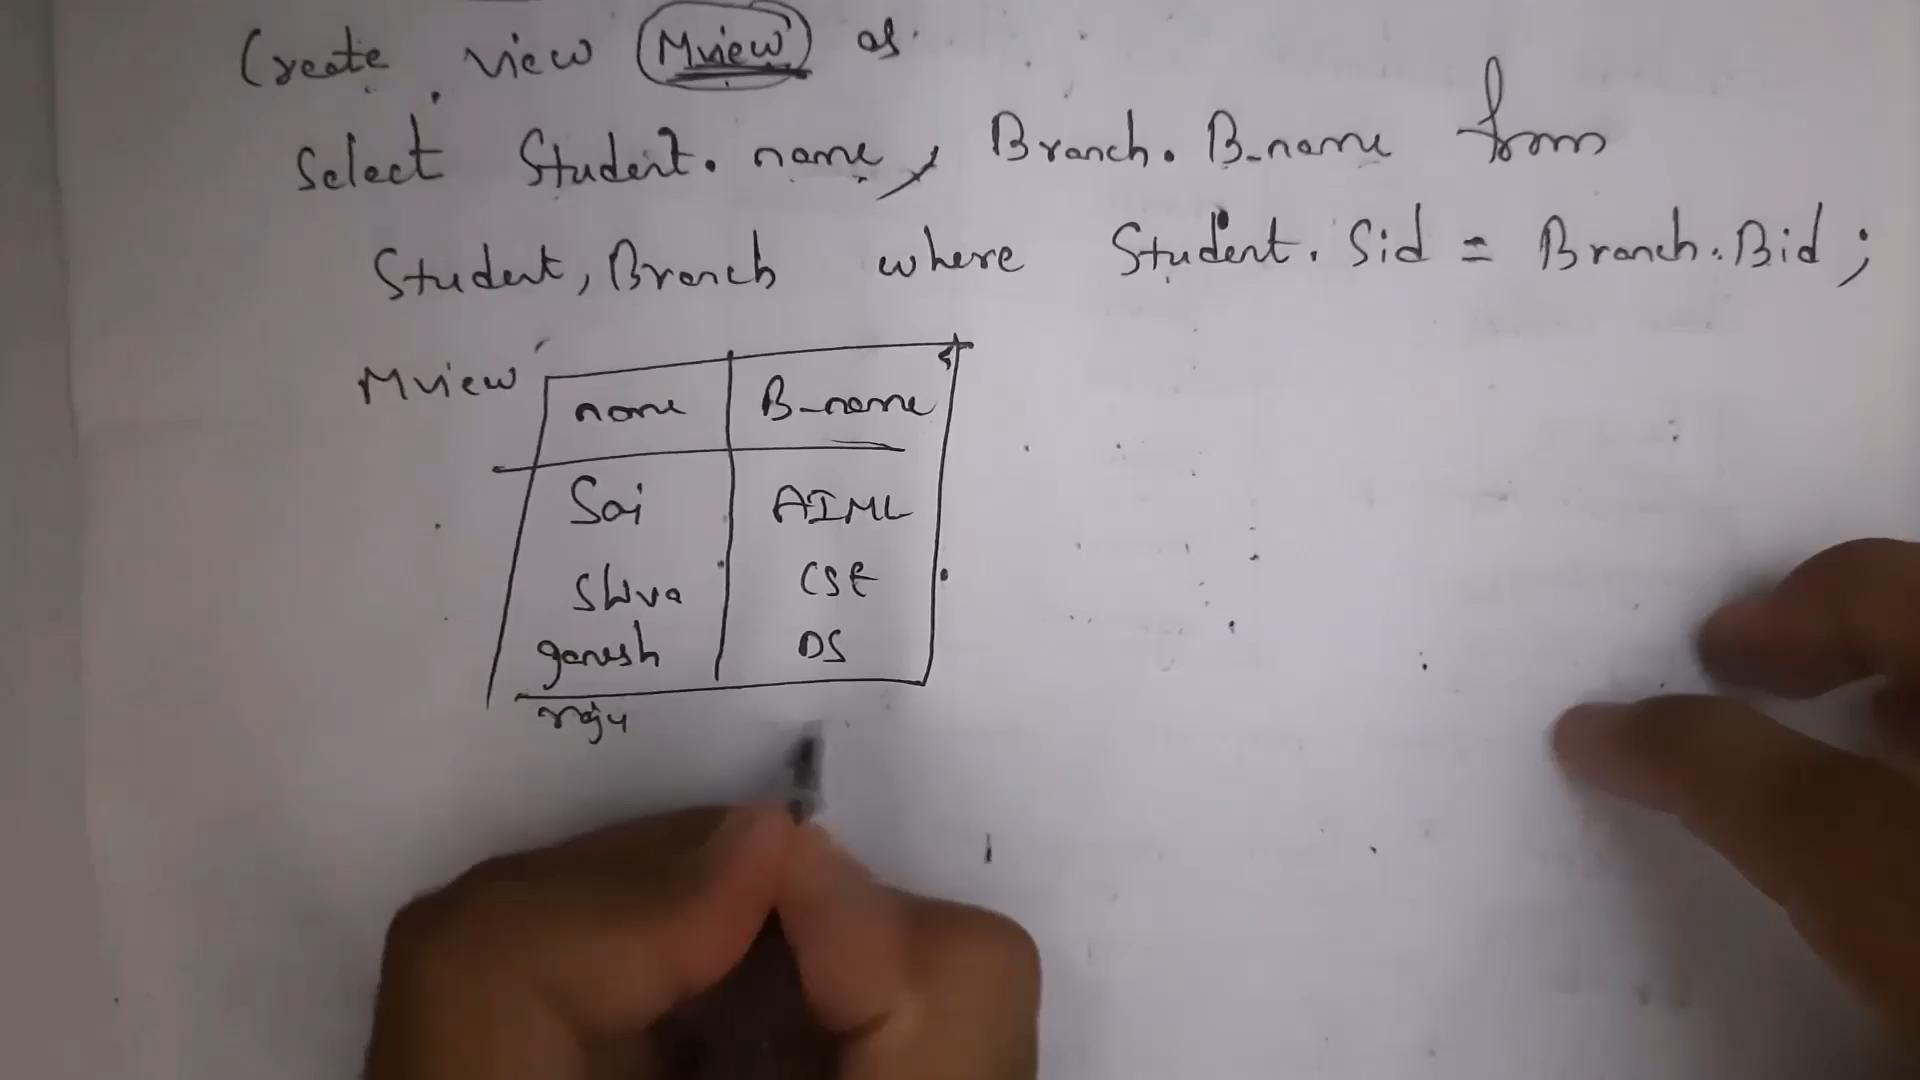 Create view Mview as
Select Student. name, Branch. B_name from
Student, Branch where Student. Sid = Branch. Bid ;
Mview
name B_name
Sai AIML
Shiva CSE
ganesh DS
raju